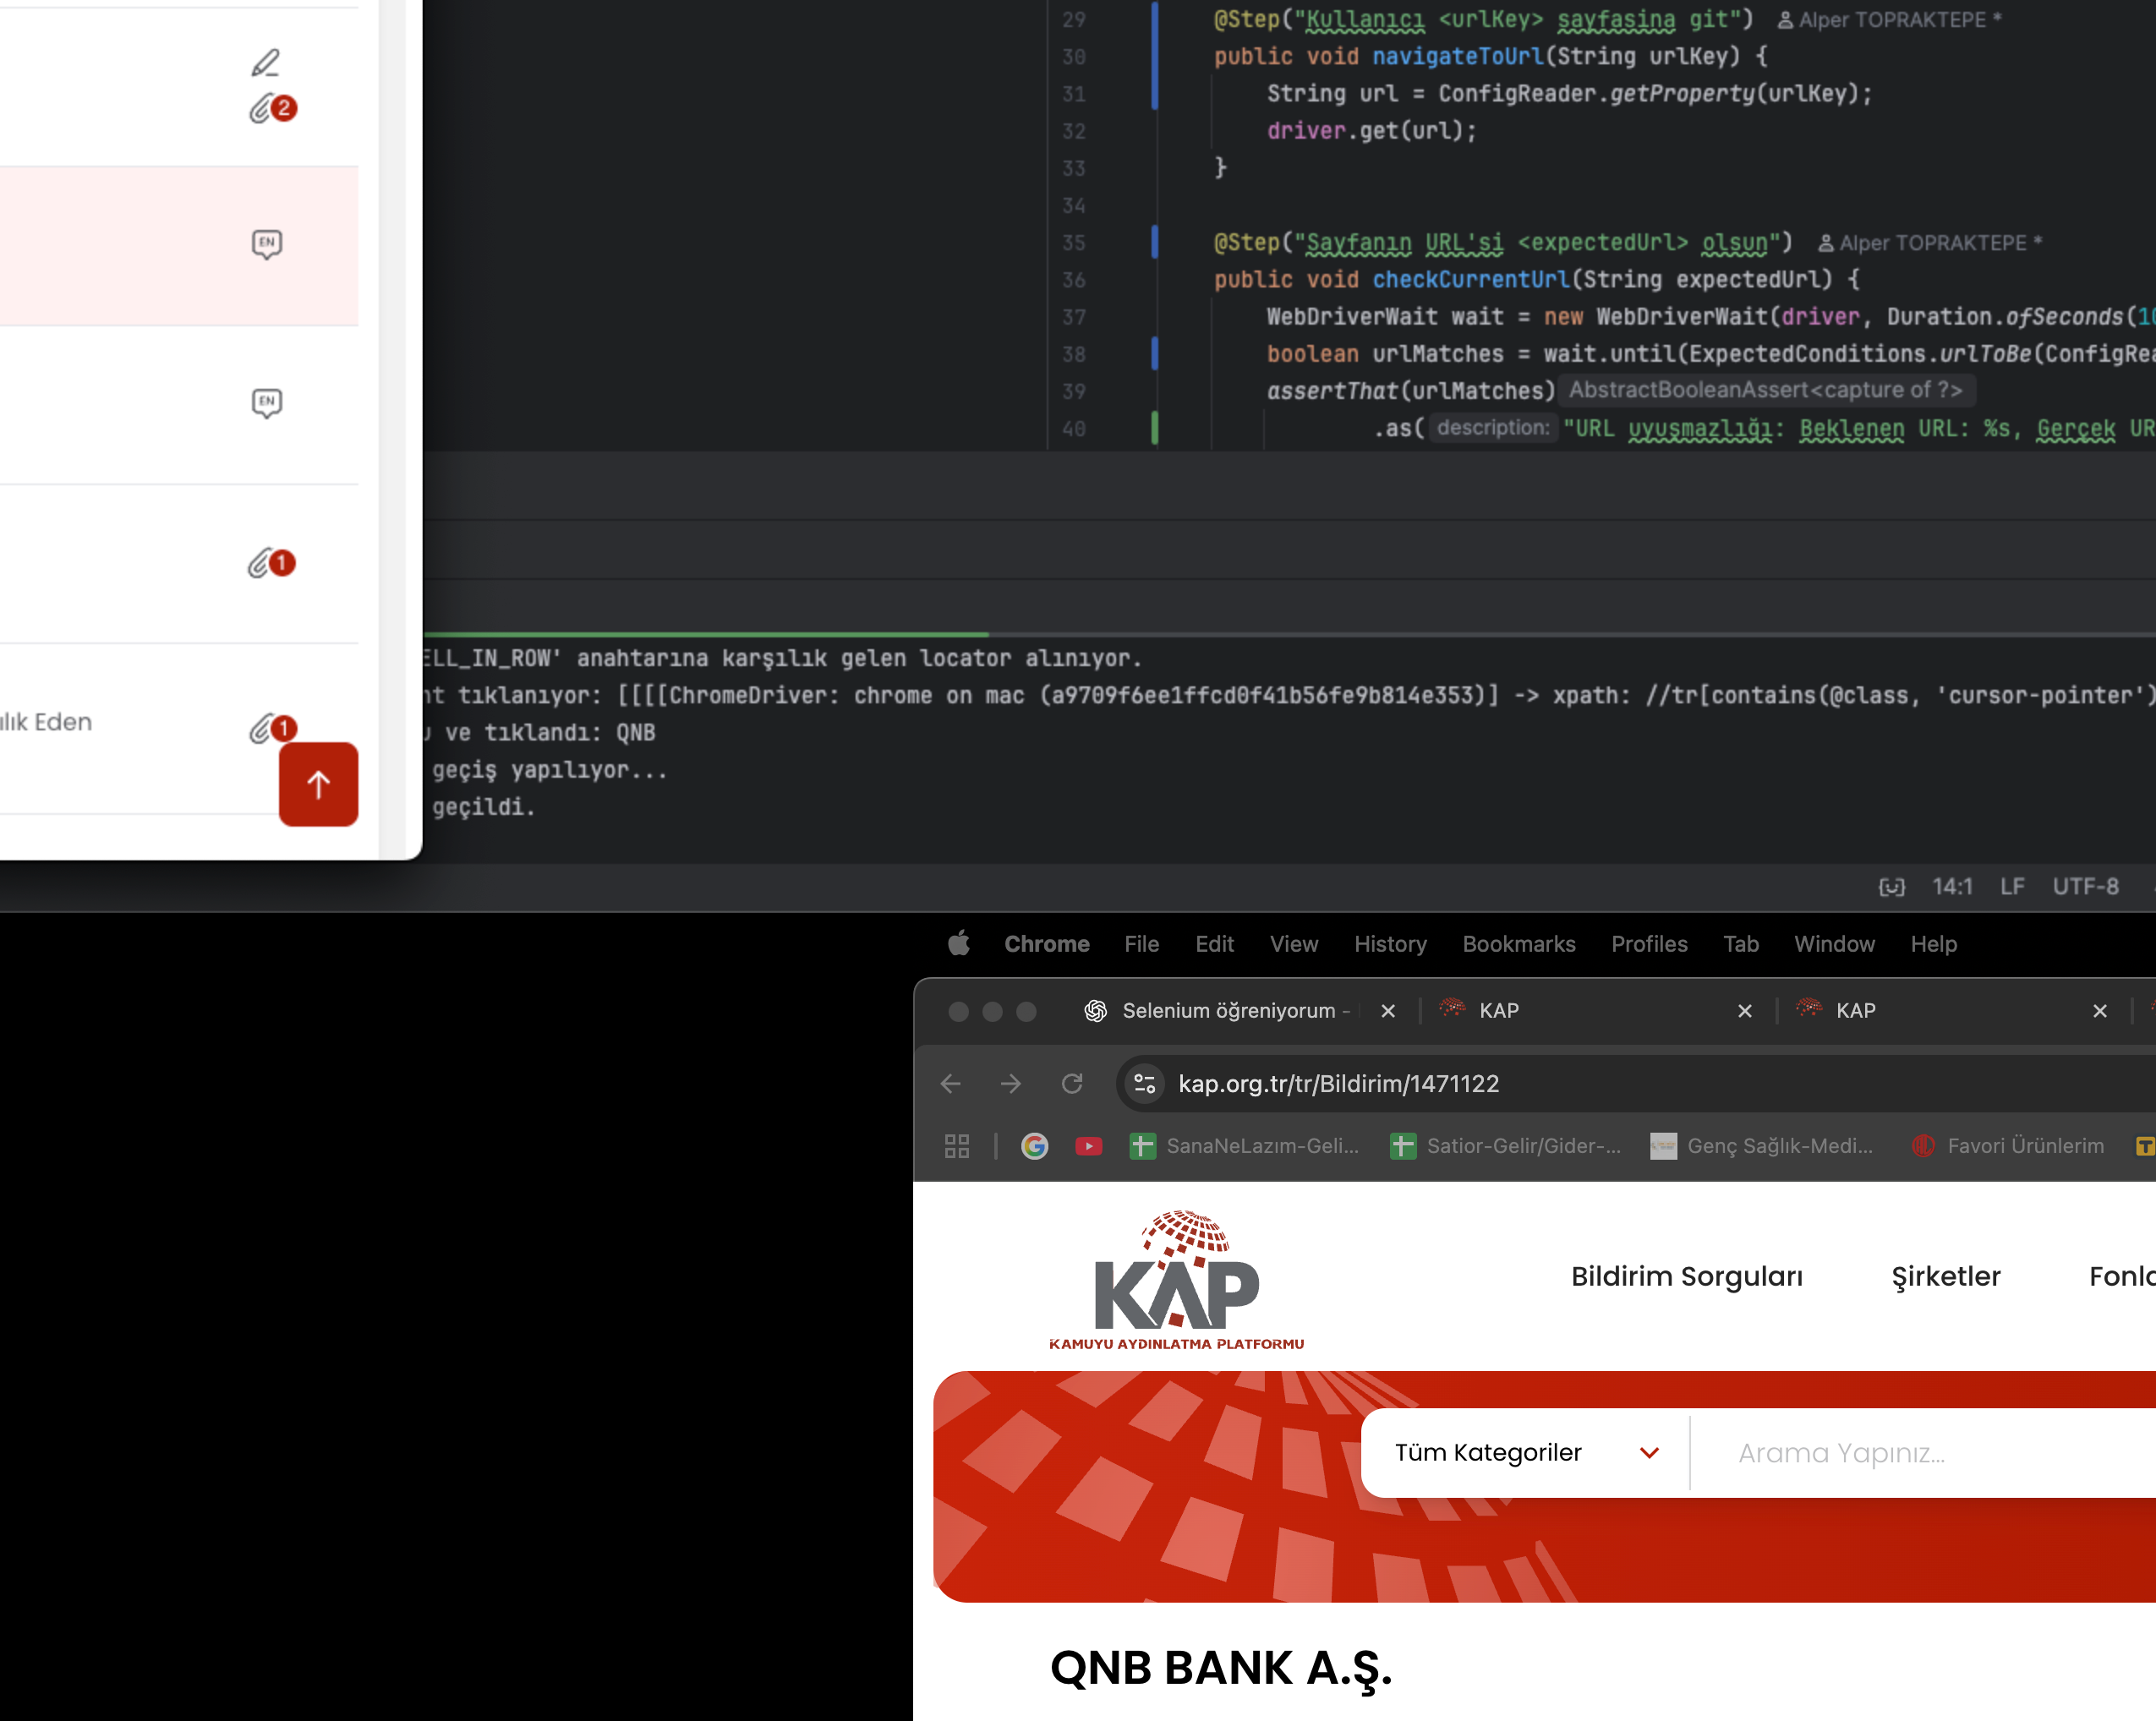 2
EN
EN
1
ılık Eden
1
29 @Step("Kullanıcı <urlKey> sayfasina git") Alper TOPRAKTEPE *
30 public void navigateToUrl(String urlKey) {
31 String url = ConfigReader.getProperty(urlKey);
32 driver.get(url);
33 }
34
35 @Step("Sayfanın URL'si <expectedUrl> olsun") Alper TOPRAKTEPE *
36 public void checkCurrentUrl(String expectedUrl) {
37 WebDriverWait wait = new WebDriverWait(driver, Duration.ofSeconds(10
38 boolean urlMatches = wait.until(ExpectedConditions.urlToBe(ConfigRea
39 assertThat(urlMatches) AbstractBooleanAssert<capture of ?>
40 .as( description: "URL uyuşmazlığı: Beklenen URL: %s, Gerçek UR
ELL_IN_ROW' anahtarına karşılık gelen locator alınıyor.
nt tıklanıyor: [[[[ChromeDriver: chrome on mac (a9709f6ee1ffcd0f41b56fe9b814e353)] -> xpath: //tr[contains(@class, 'cursor-pointer')
u ve tıklandı: QNB
geçiş yapılıyor...
geçildi.
14:1 LF UTF-8
Chrome File Edit View History Bookmarks Profiles Tab Window Help
Selenium öğreniyorum - KAP KAP
kap.org.tr/tr/Bildirim/1471122
SanaNeLazım-Geli... Satior-Gelir/Gider-... Genç Sağlık-Medi... Favori Ürünlerim
KAP
KAMUYU AYDINLATMA PLATFORMU
Bildirim Sorguları Şirketler Fonla
Tüm Kategoriler Arama Yapınız...
QNB BANK A.Ş.